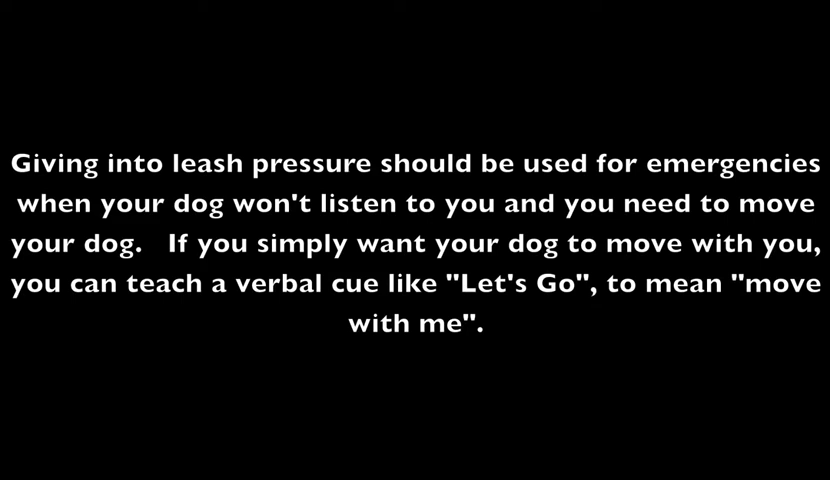 Giving into leash pressure should be used for emergencies
when your dog won't listen to you and you need to move
your dog.   If you simply want your dog to move with you,
you can teach a verbal cue like "Let's Go", to mean "move
with me".